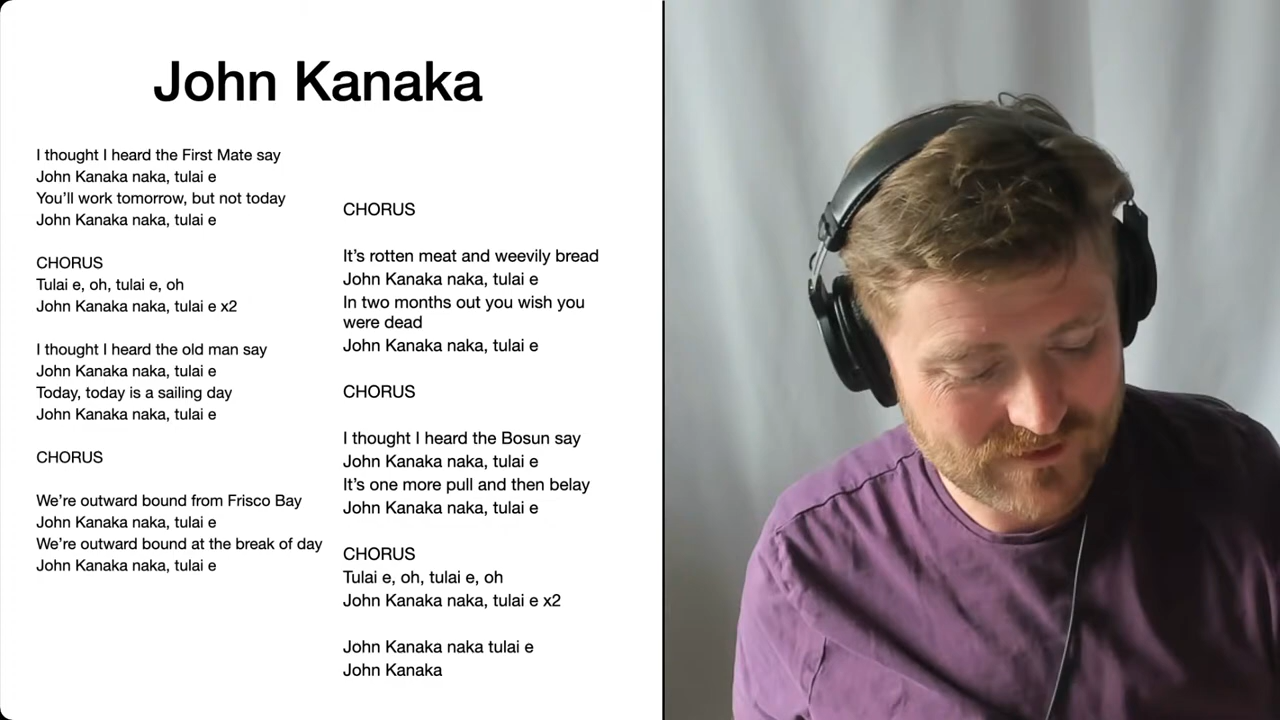 John Kanaka
I thought I heard the First Mate say
John Kanaka naka, tulai e
You’ll work tomorrow, but not today
John Kanaka naka, tulai e
CHORUS
Tulai e, oh, tulai e, oh
John Kanaka naka, tulai e x2
I thought I heard the old man say
John Kanaka naka, tulai e
Today, today is a sailing day
John Kanaka naka, tulai e
CHORUS
We’re outward bound from Frisco Bay
John Kanaka naka, tulai e
We’re outward bound at the break of day
John Kanaka naka, tulai e
CHORUS
It’s rotten meat and weevily bread
John Kanaka naka, tulai e
In two months out you wish you
were dead
John Kanaka naka, tulai e
CHORUS
I thought I heard the Bosun say
John Kanaka naka, tulai e
It’s one more pull and then belay
John Kanaka naka, tulai e
CHORUS
Tulai e, oh, tulai e, oh
John Kanaka naka, tulai e x2
John Kanaka naka tulai e
John Kanaka